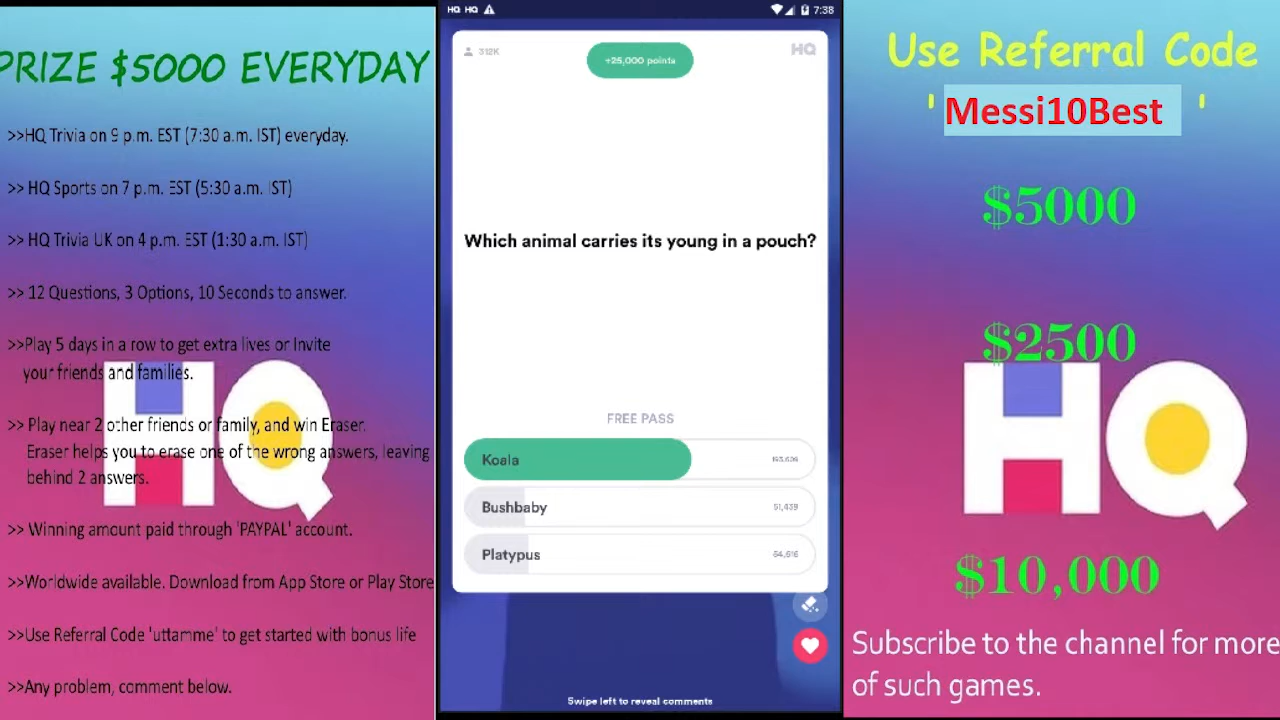 PRIZE $5000 EVERYDAY
>>HQ Trivia on 9 p.m. EST (7:30 a.m. IST) everyday.
>> HQ Sports on 7 p.m. EST (5:30 a.m. IST)
>> HQ Trivia UK on 4 p.m. EST (1:30 a.m. IST)
>> 12 Questions, 3 Options, 10 Seconds to answer.
>>Play 5 days in a row to get extra lives or Invite
your friends and families.
>> Play near 2 other friends or family, and win Eraser.
Eraser helps you to erase one of the wrong answers, leaving
behind 2 answers.
>> Winning amount paid through 'PAYPAL' account.
>>Worldwide available. Download from App Store or Play Store
>>Use Referral Code 'uttamme' to get started with bonus life
>>Any problem, comment below.
HQ
HQ HQ 7:38
312K
+25,000 points
HQ
Which animal carries its young in a pouch?
FREE PASS
Koala
Bushbaby 51,439
Platypus 54,616
Swipe left to reveal comments
Use Referral Code
' Messi10Best '
$5000
$2500
HQ
$10,000
Subscribe to the channel for more
of such games.